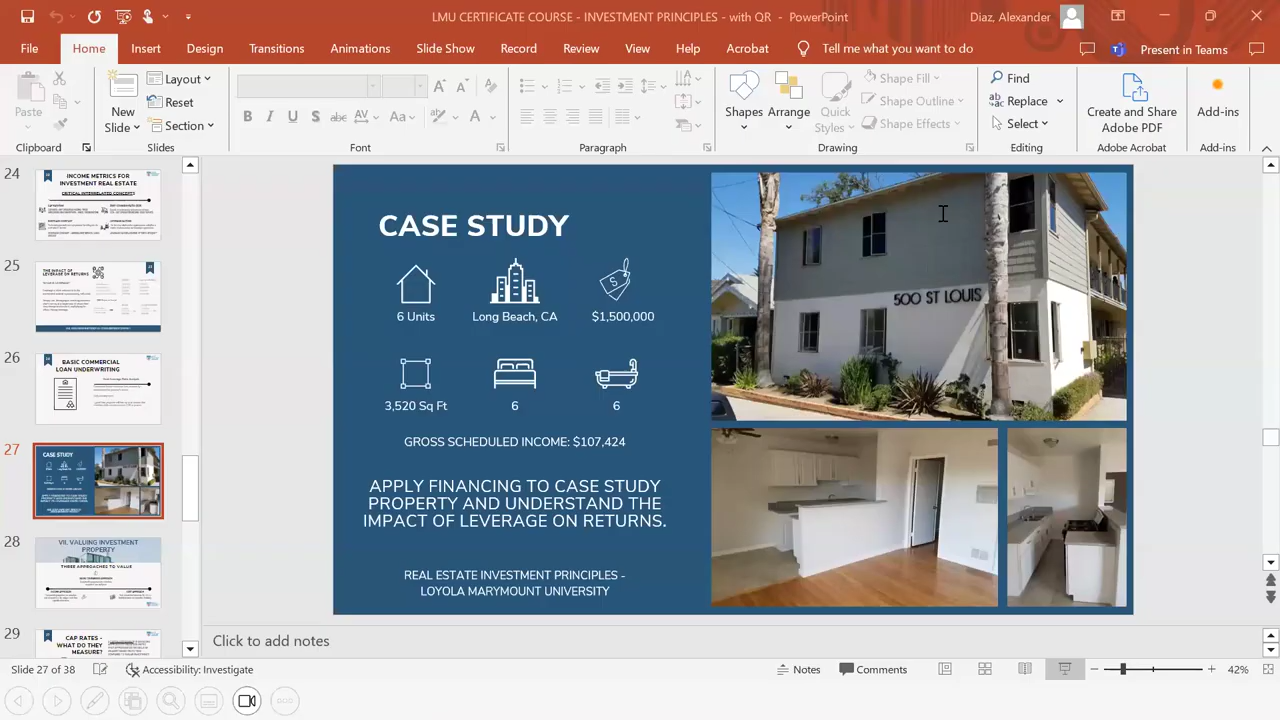 LMU CERTIFICATE COURSE - INVESTMENT PRINCIPLES - with QR - PowerPoint
Diaz, Alexander
File Home Insert Design Transitions Animations Slide Show Record Review View Help Acrobat Tell me what you want to do Present in Teams
Paste
New Slide
Layout
Reset
Section
Shapes
Arrange
Quick Styles
Shape Fill
Shape Outline
Shape Effects
Find
Replace
Select
Create and Share Adobe PDF
Add-ins
Clipboard Slides Font Paragraph Drawing Editing Adobe Acrobat Add-ins
24
INCOME METRICS FOR
INVESTMENT REAL ESTATE
CRITICAL INTERRELATED CONCEPTS
25
THE IMPACT OF
LEVERAGE ON RETURNS
26
BASIC COMMERCIAL
LOAN UNDERWRITING
27
CASE STUDY
28
VII. VALUING INVESTMENT
PROPERTY
THREE APPROACHES TO VALUE
29
CAP RATES -
WHAT DO THEY
MEASURE?
CASE STUDY
6 Units
Long Beach, CA
$1,500,000
3,520 Sq Ft
6
6
GROSS SCHEDULED INCOME: $107,424
APPLY FINANCING TO CASE STUDY
PROPERTY AND UNDERSTAND THE
IMPACT OF LEVERAGE ON RETURNS.
REAL ESTATE INVESTMENT PRINCIPLES -
LOYOLA MARYMOUNT UNIVERSITY
500 ST LOUIS
Click to add notes
Slide 27 of 38
Accessibility: Investigate
Notes
Comments
42%